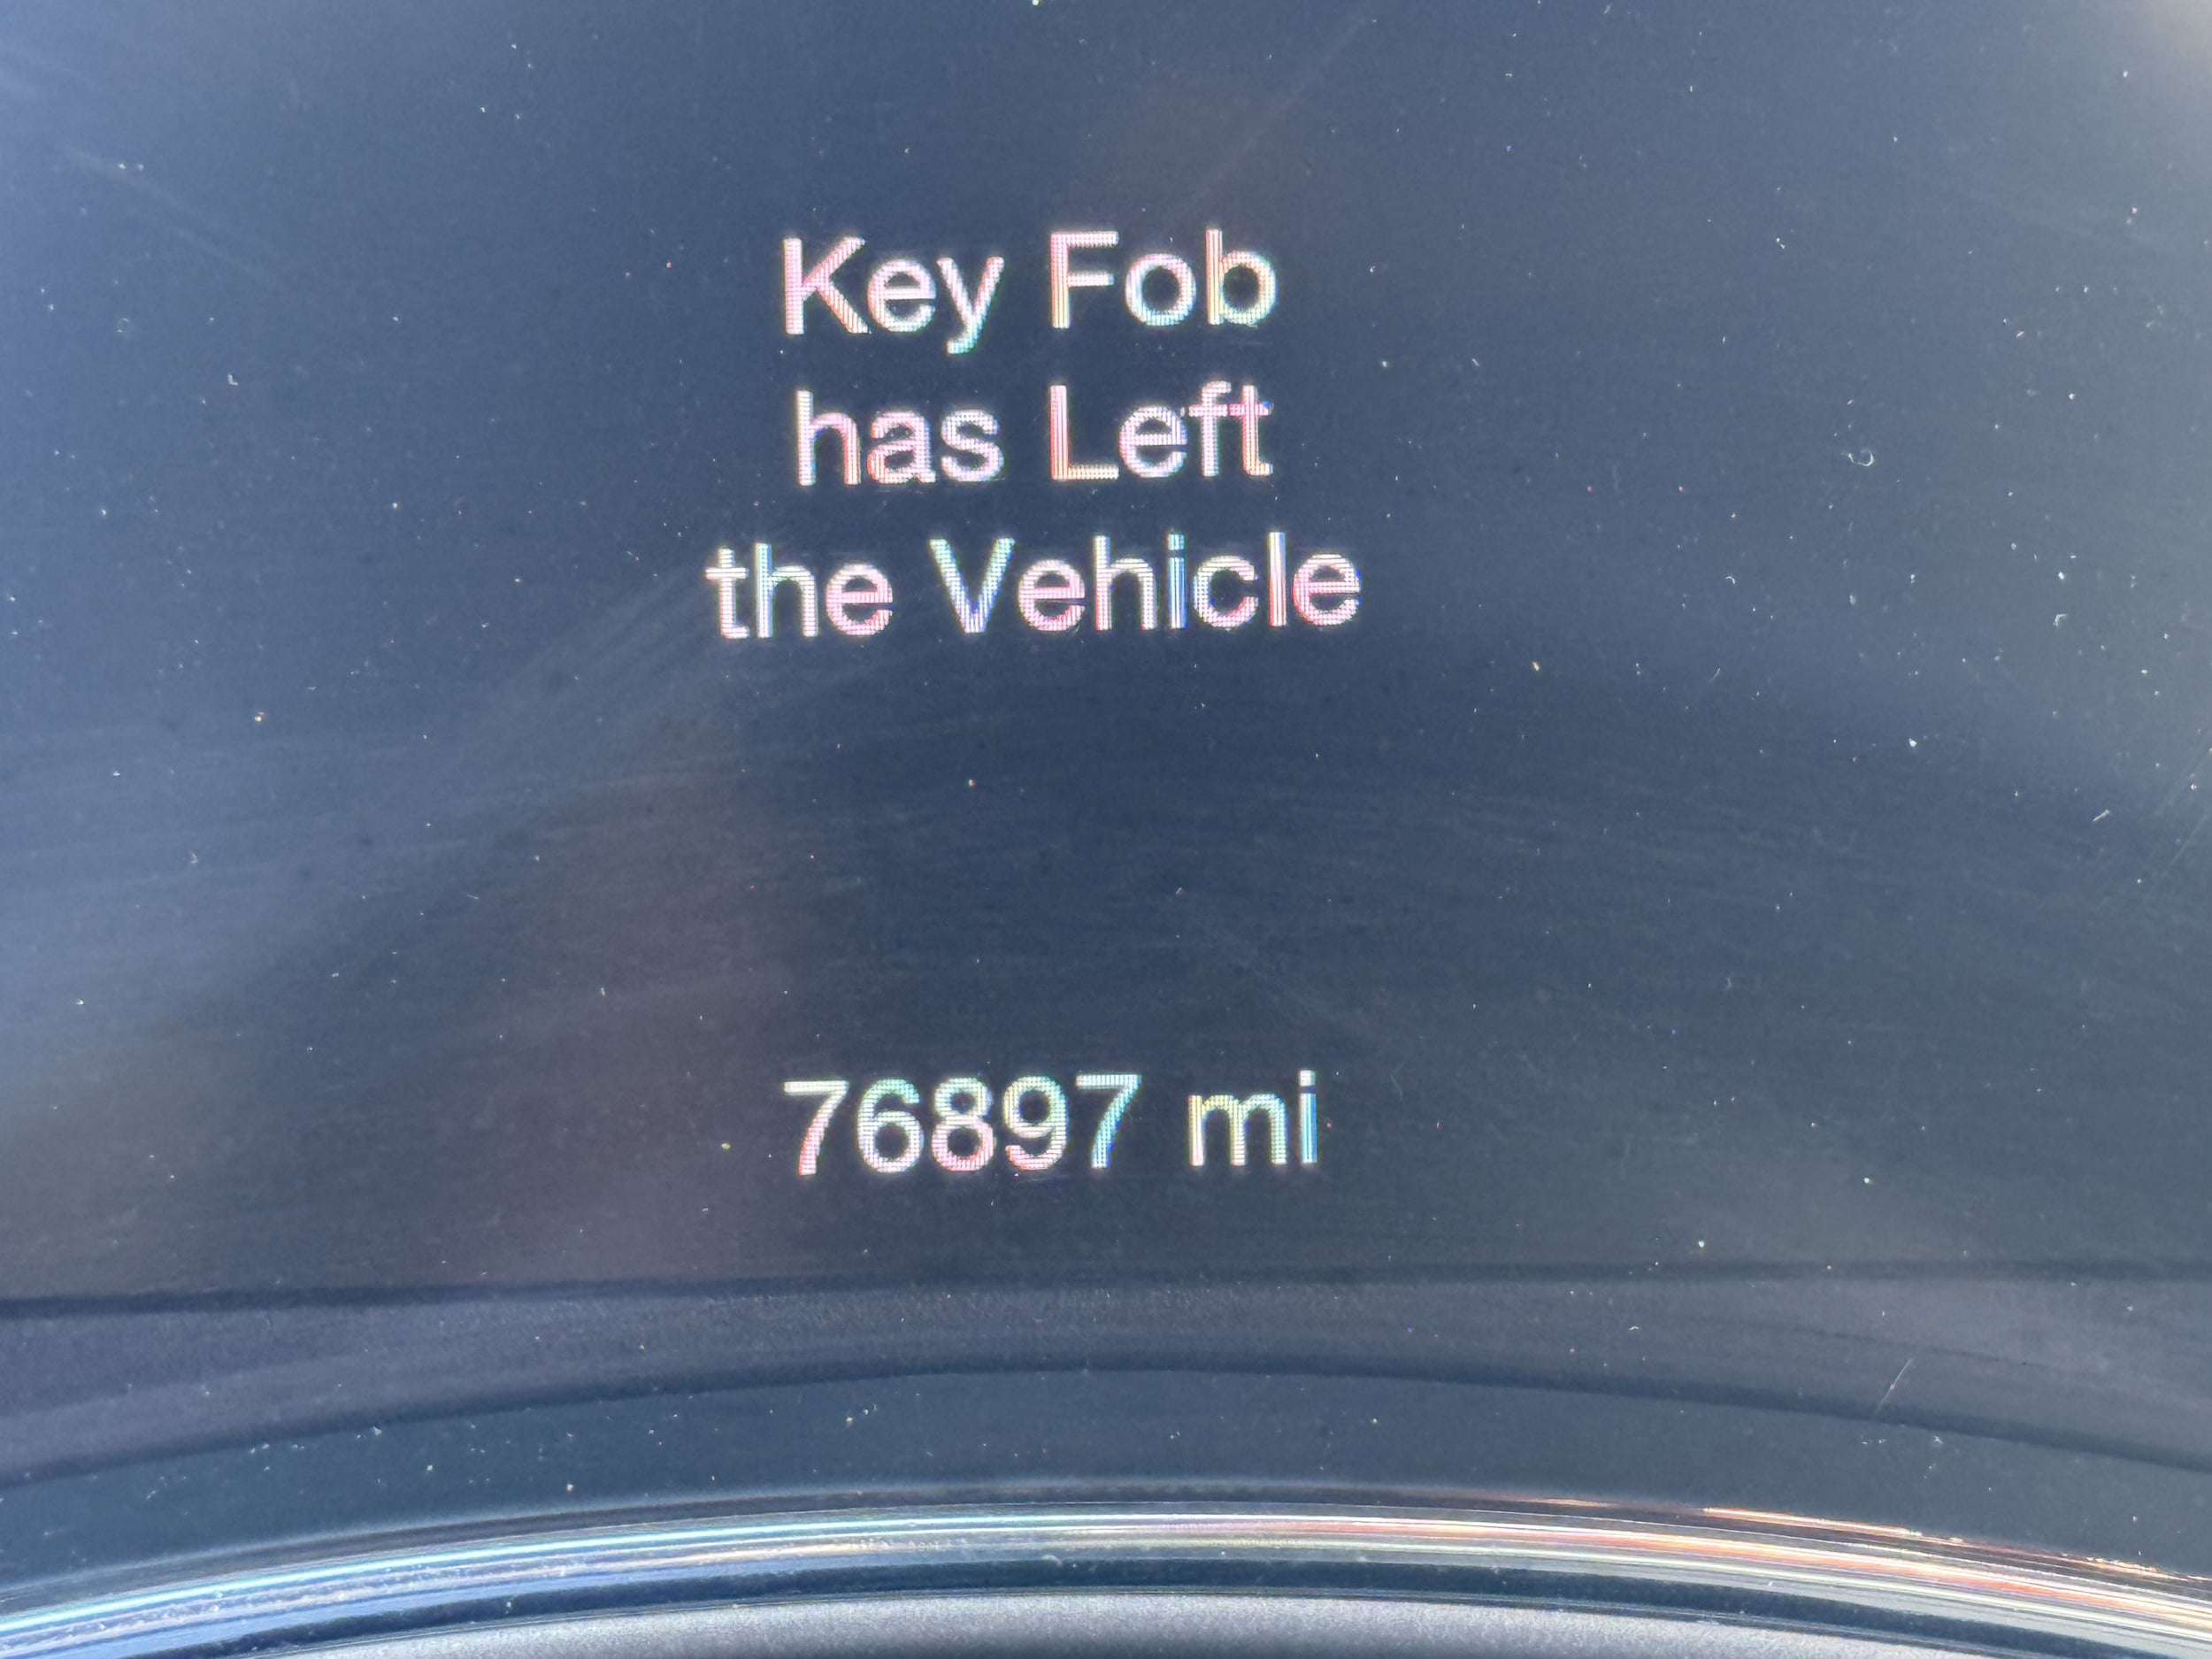 Key Fob
has Left
the Vehicle
76897 mi